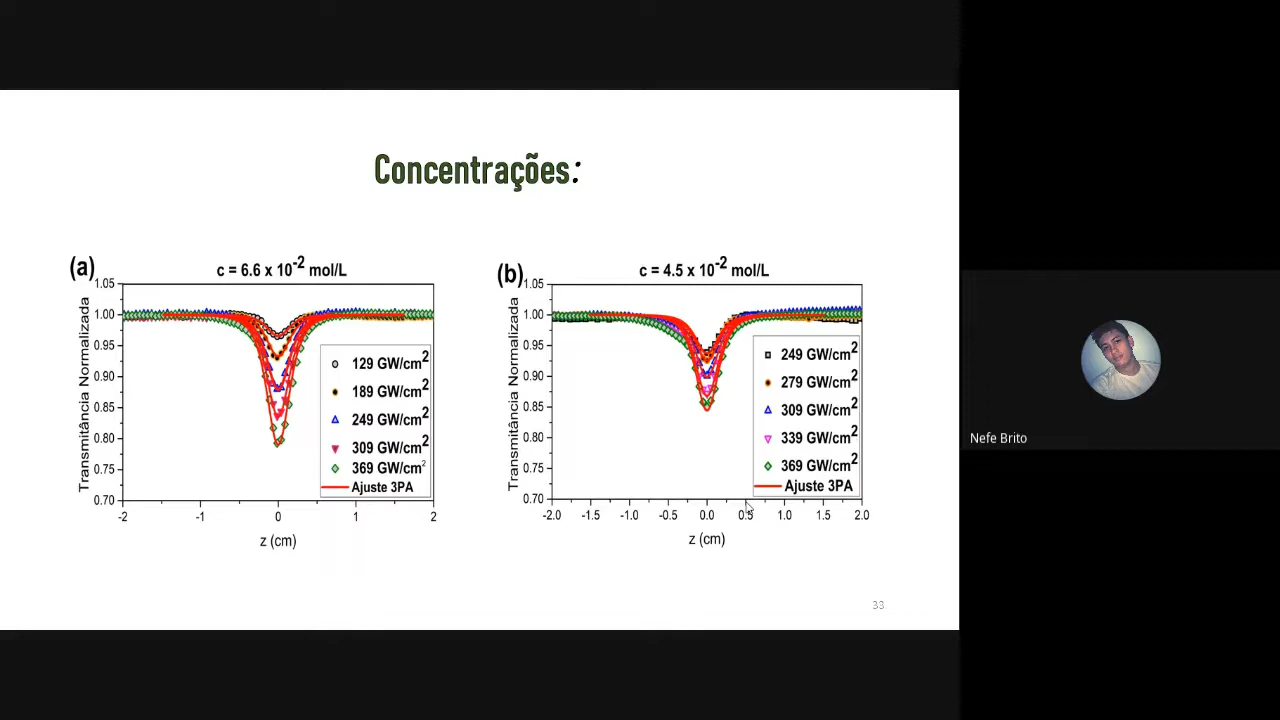 Concentrações:
(a)
c = 6.6 x 10-2 mol/L
Transmitância Normalizada
1.05
1.00
0.95
0.90
0.85
0.80
0.75
0.70
129 GW/cm2
189 GW/cm2
249 GW/cm2
309 GW/cm2
369 GW/cm2
Ajuste 3PA
-2 -1 0 1 2
z (cm)
(b)
c = 4.5 x 10-2 mol/L
Transmitância Normalizada
1.05
1.00
0.95
0.90
0.85
0.80
0.75
0.70
249 GW/cm2
279 GW/cm2
309 GW/cm2
339 GW/cm2
369 GW/cm2
Ajuste 3PA
-2.0 -1.5 -1.0 -0.5 0.0 0.5 1.0 1.5 2.0
z (cm)
33
Nefe Brito